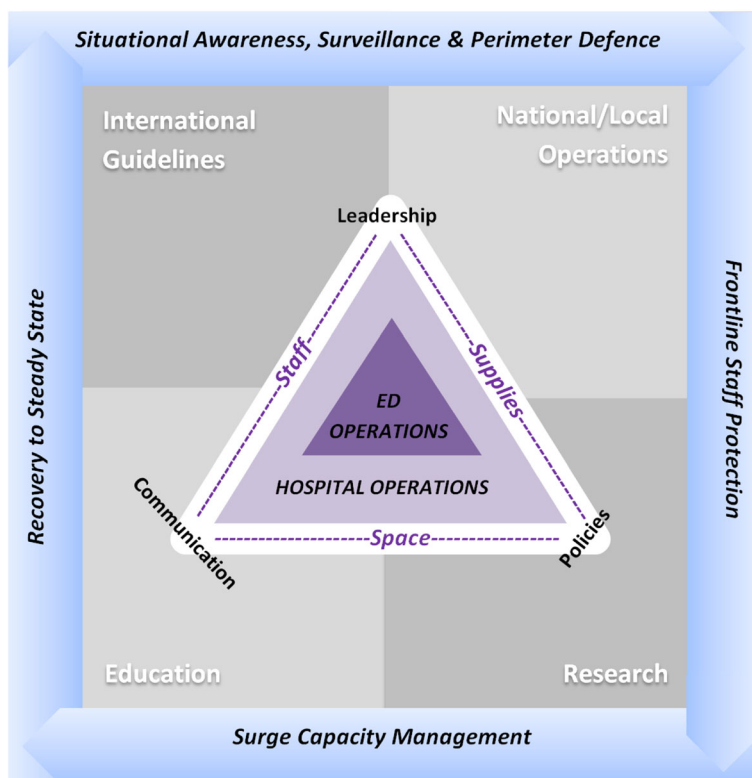 Situational Awareness, Surveillance & Perimeter Defence
International
Guidelines
National/Local
Operations
Leadership
Staff
Supplies
ED
OPERATIONS
HOSPITAL OPERATIONS
Communication
Space
Policies
Recovery to Steady State
Frontline Staff Protection
Education
Research
Surge Capacity Management